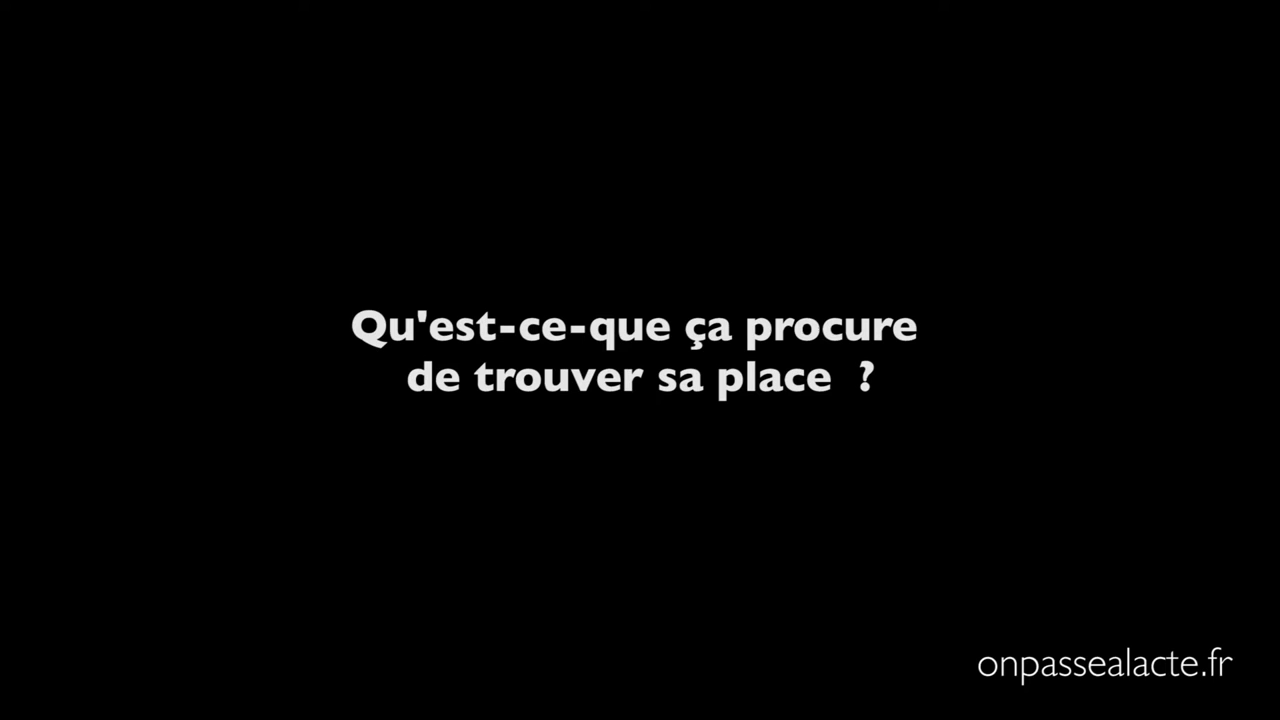 Qu'est-ce-que ça procure
de trouver sa place  ?
onpassealacte.fr